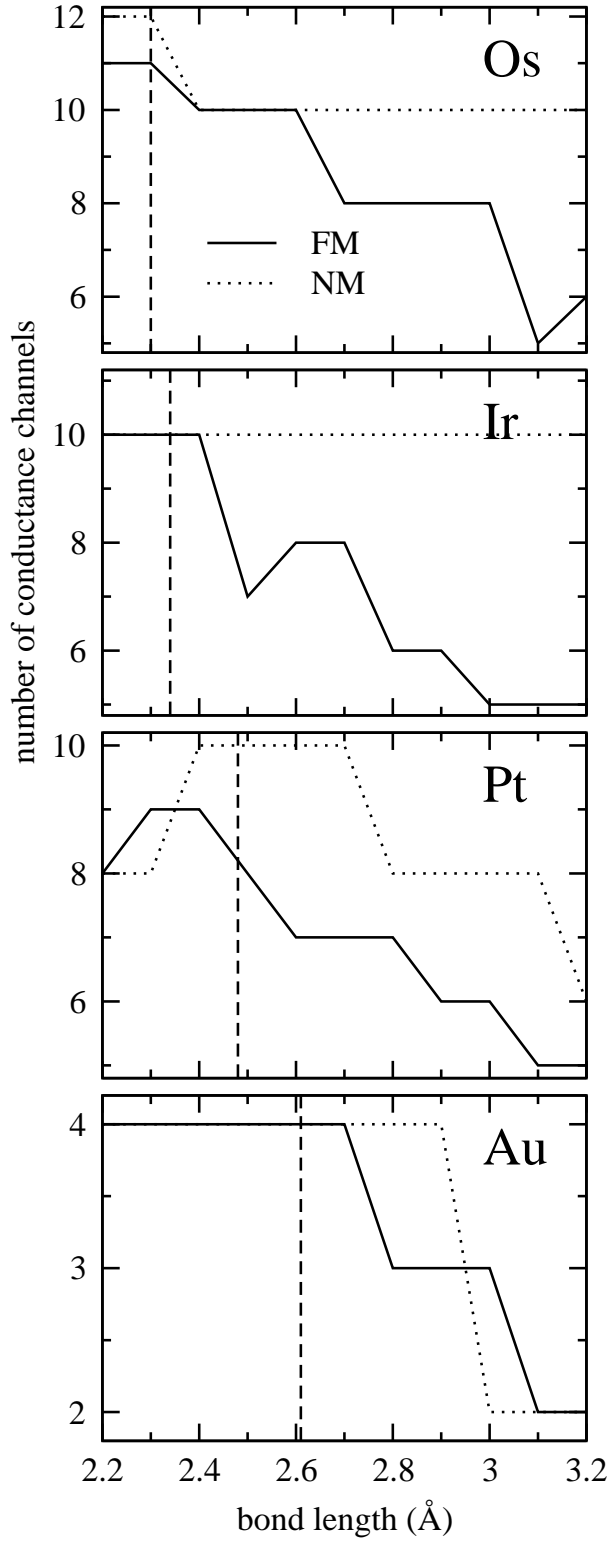 12
Os
10
8
FM
NM
6
10
Ir
8
6
number of conductance channels
10
Pt
8
6
4
Au
3
2
2.2 2.4 2.6 2.8 3 3.2
bond length (Å)